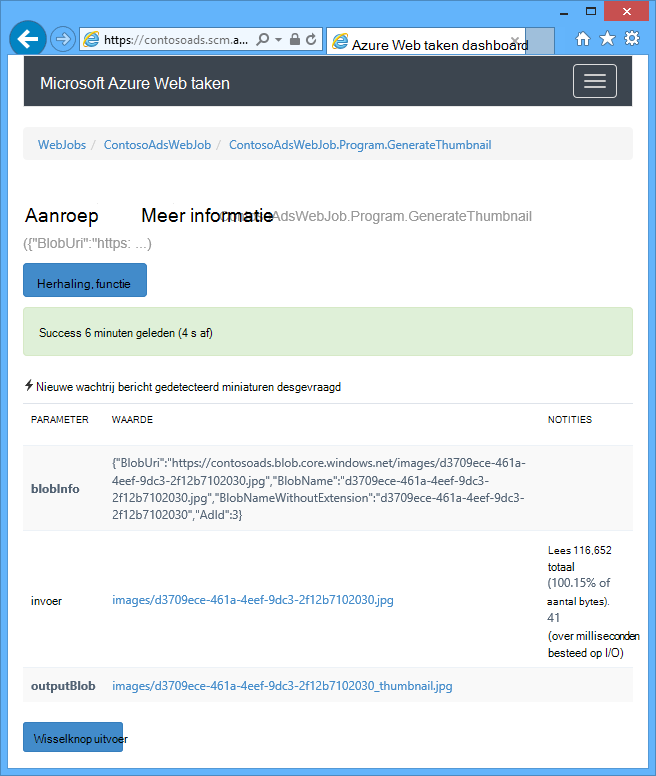 https://contosoads.scm.a...
Azure Web taken dashboard
Microsoft Azure Web taken
WebJobs / ContosoAdsWebJob / ContosoAdsWebJob.Program.GenerateThumbnail
Aanroep Meer informatie ContosoAdsWebJob.Program.GenerateThumbnail
({"BlobUri":"https: ...)
Herhaling, functie
Success 6 minuten geleden (4 s af)
Nieuwe wachtrij bericht gedetecteerd miniaturen desgevraagd
PARAMETER WAARDE NOTITIES
blobInfo
{"BlobUri":"https://contosoads.blob.core.windows.net/images/d3709ece-461a-
4eef-9dc3-2f12b7102030.jpg","BlobName":"d3709ece-461a-4eef-9dc3-
2f12b7102030.jpg","BlobNameWithoutExtension":"d3709ece-461a-4eef-9dc3-
2f12b7102030","AdId":3}
invoer
images/d3709ece-461a-4eef-9dc3-2f12b7102030.jpg
Lees 116,652
totaal
(100.15% of
aantal bytes).
41
(over milliseconden
besteed op I/O)
outputBlob images/d3709ece-461a-4eef-9dc3-2f12b7102030_thumbnail.jpg
Wisselknop uitvoer